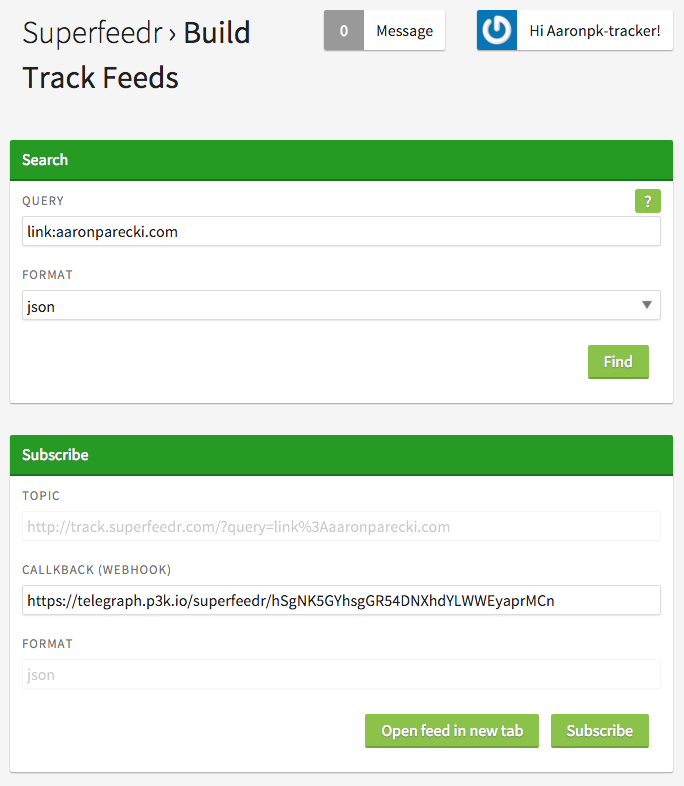 Superfeedr › Build
Track Feeds
0 Message
Hi Aaronpk-tracker!
Search
QUERY
?
link:aaronparecki.com
FORMAT
json
Find
Subscribe
TOPIC
http://track.superfeedr.com/?query=link%3Aaaronparecki.com
CALLKBACK (WEBHOOK)
https://telegraph.p3k.io/superfeedr/hSgNK5GYhsgGR54DNXhdYLWWEyaprMCn
FORMAT
json
Open feed in new tab
Subscribe